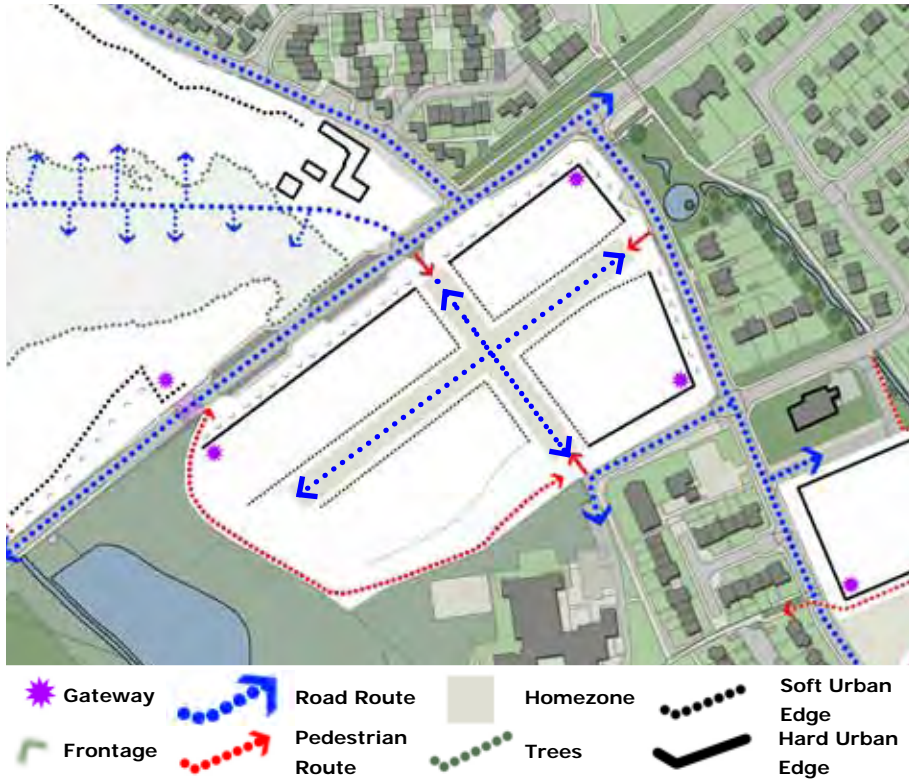 Gateway
Road Route
Homezone
Soft Urban
Edge
Frontage
Pedestrian
Route
Trees
Hard Urban
Edge